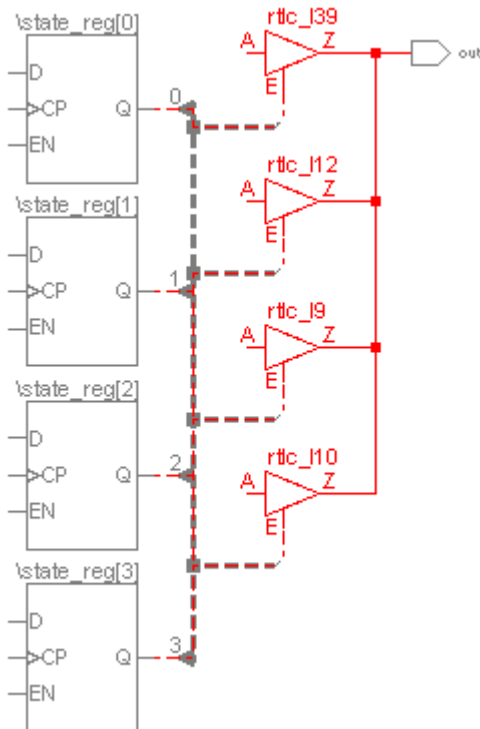 \state_reg[0]
D
CP
Q
EN
0
rtlc_I39
A
Z
E
out
\state_reg[1]
D
CP
Q
EN
1
rtlc_I12
A
Z
E
\state_reg[2]
D
CP
Q
EN
2
rtlc_I9
A
Z
E
\state_reg[3]
D
CP
Q
EN
3
rtlc_I10
A
Z
E